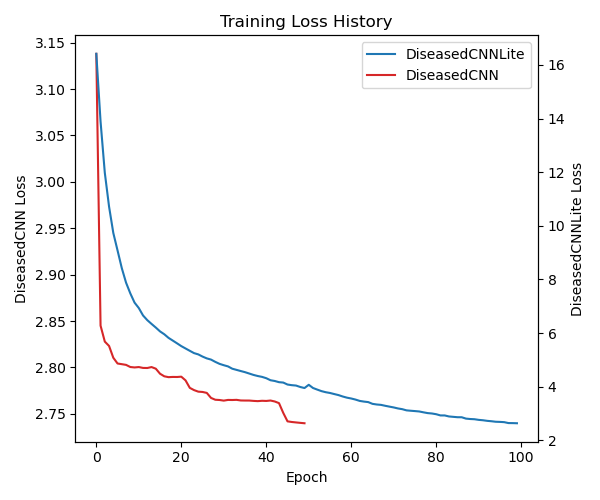 Training Loss History
DiseasedCNNLite
DiseasedCNN
DiseasedCNN Loss
3.15
3.10
3.05
3.00
2.95
2.90
2.85
2.80
2.75
16
14
12
10
8
6
4
2
DiseasedCNNLite Loss
0 20 40 60 80 100
Epoch